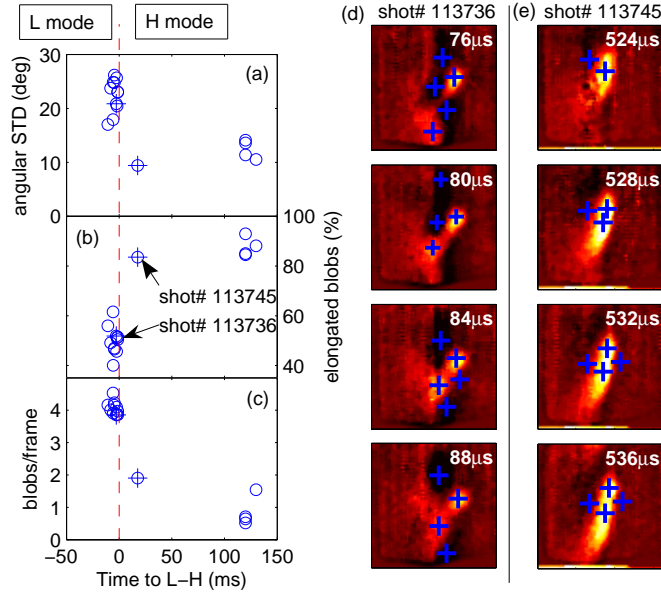 L mode
H mode
(a)
30
20
10
0
angular STD (deg)
(b)
100
80
60
40
elongated blobs (%)
shot# 113745
shot# 113736
(c)
4
3
2
1
0
blobs/frame
−50 0 50 100 150
Time to L−H (ms)
(d) shot# 113736
76μs
80μs
84μs
88μs
(e) shot# 113745
524μs
528μs
532μs
536μs